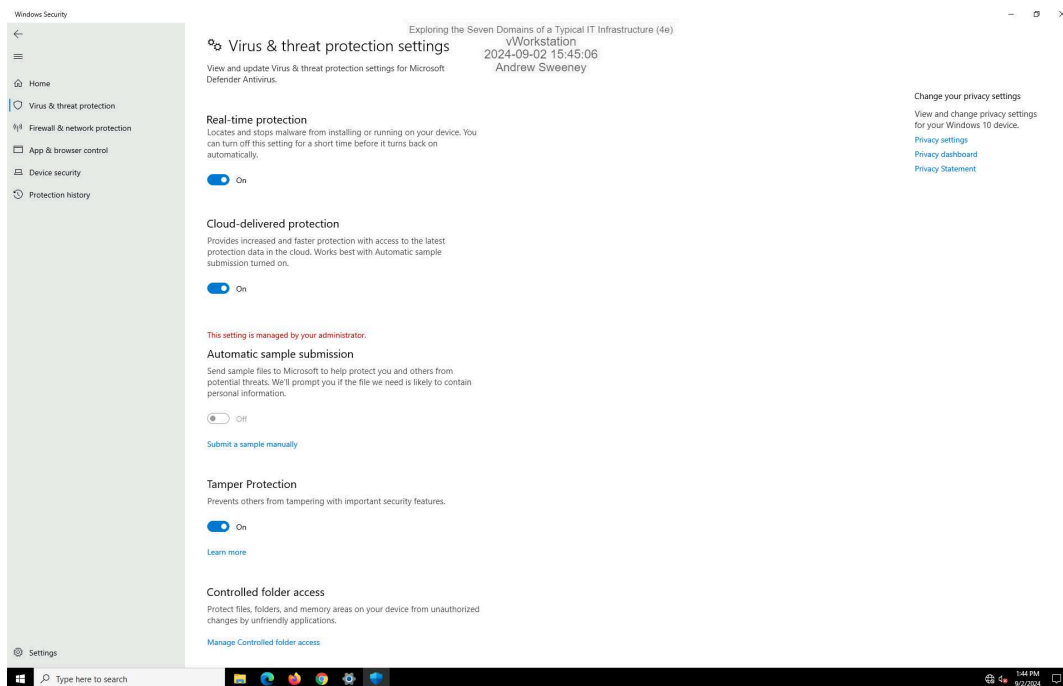 Windows Security
Exploring the Seven Domains of a Typical IT Infrastructure (4e)
vWorkstation
2024-09-02 15:45:06
Andrew Sweeney
Home
Virus & threat protection
Firewall & network protection
App & browser control
Device security
Protection history
Settings
Virus & threat protection settings
View and update Virus & threat protection settings for Microsoft
Defender Antivirus.
Real-time protection
Locates and stops malware from installing or running on your device. You
can turn off this setting for a short time before it turns back on
automatically.
On
Cloud-delivered protection
Provides increased and faster protection with access to the latest
protection data in the cloud. Works best with Automatic sample
submission turned on.
On
This setting is managed by your administrator.
Automatic sample submission
Send sample files to Microsoft to help protect you and others from
potential threats. We'll prompt you if the file we need is likely to contain
personal information.
Off
Submit a sample manually
Tamper Protection
Prevents others from tampering with important security features.
On
Learn more
Controlled folder access
Protect files, folders, and memory areas on your device from unauthorized
changes by unfriendly applications.
Manage Controlled folder access
Change your privacy settings
View and change privacy settings
for your Windows 10 device.
Privacy settings
Privacy dashboard
Privacy Statement
Type here to search
1:44 PM
9/2/2024